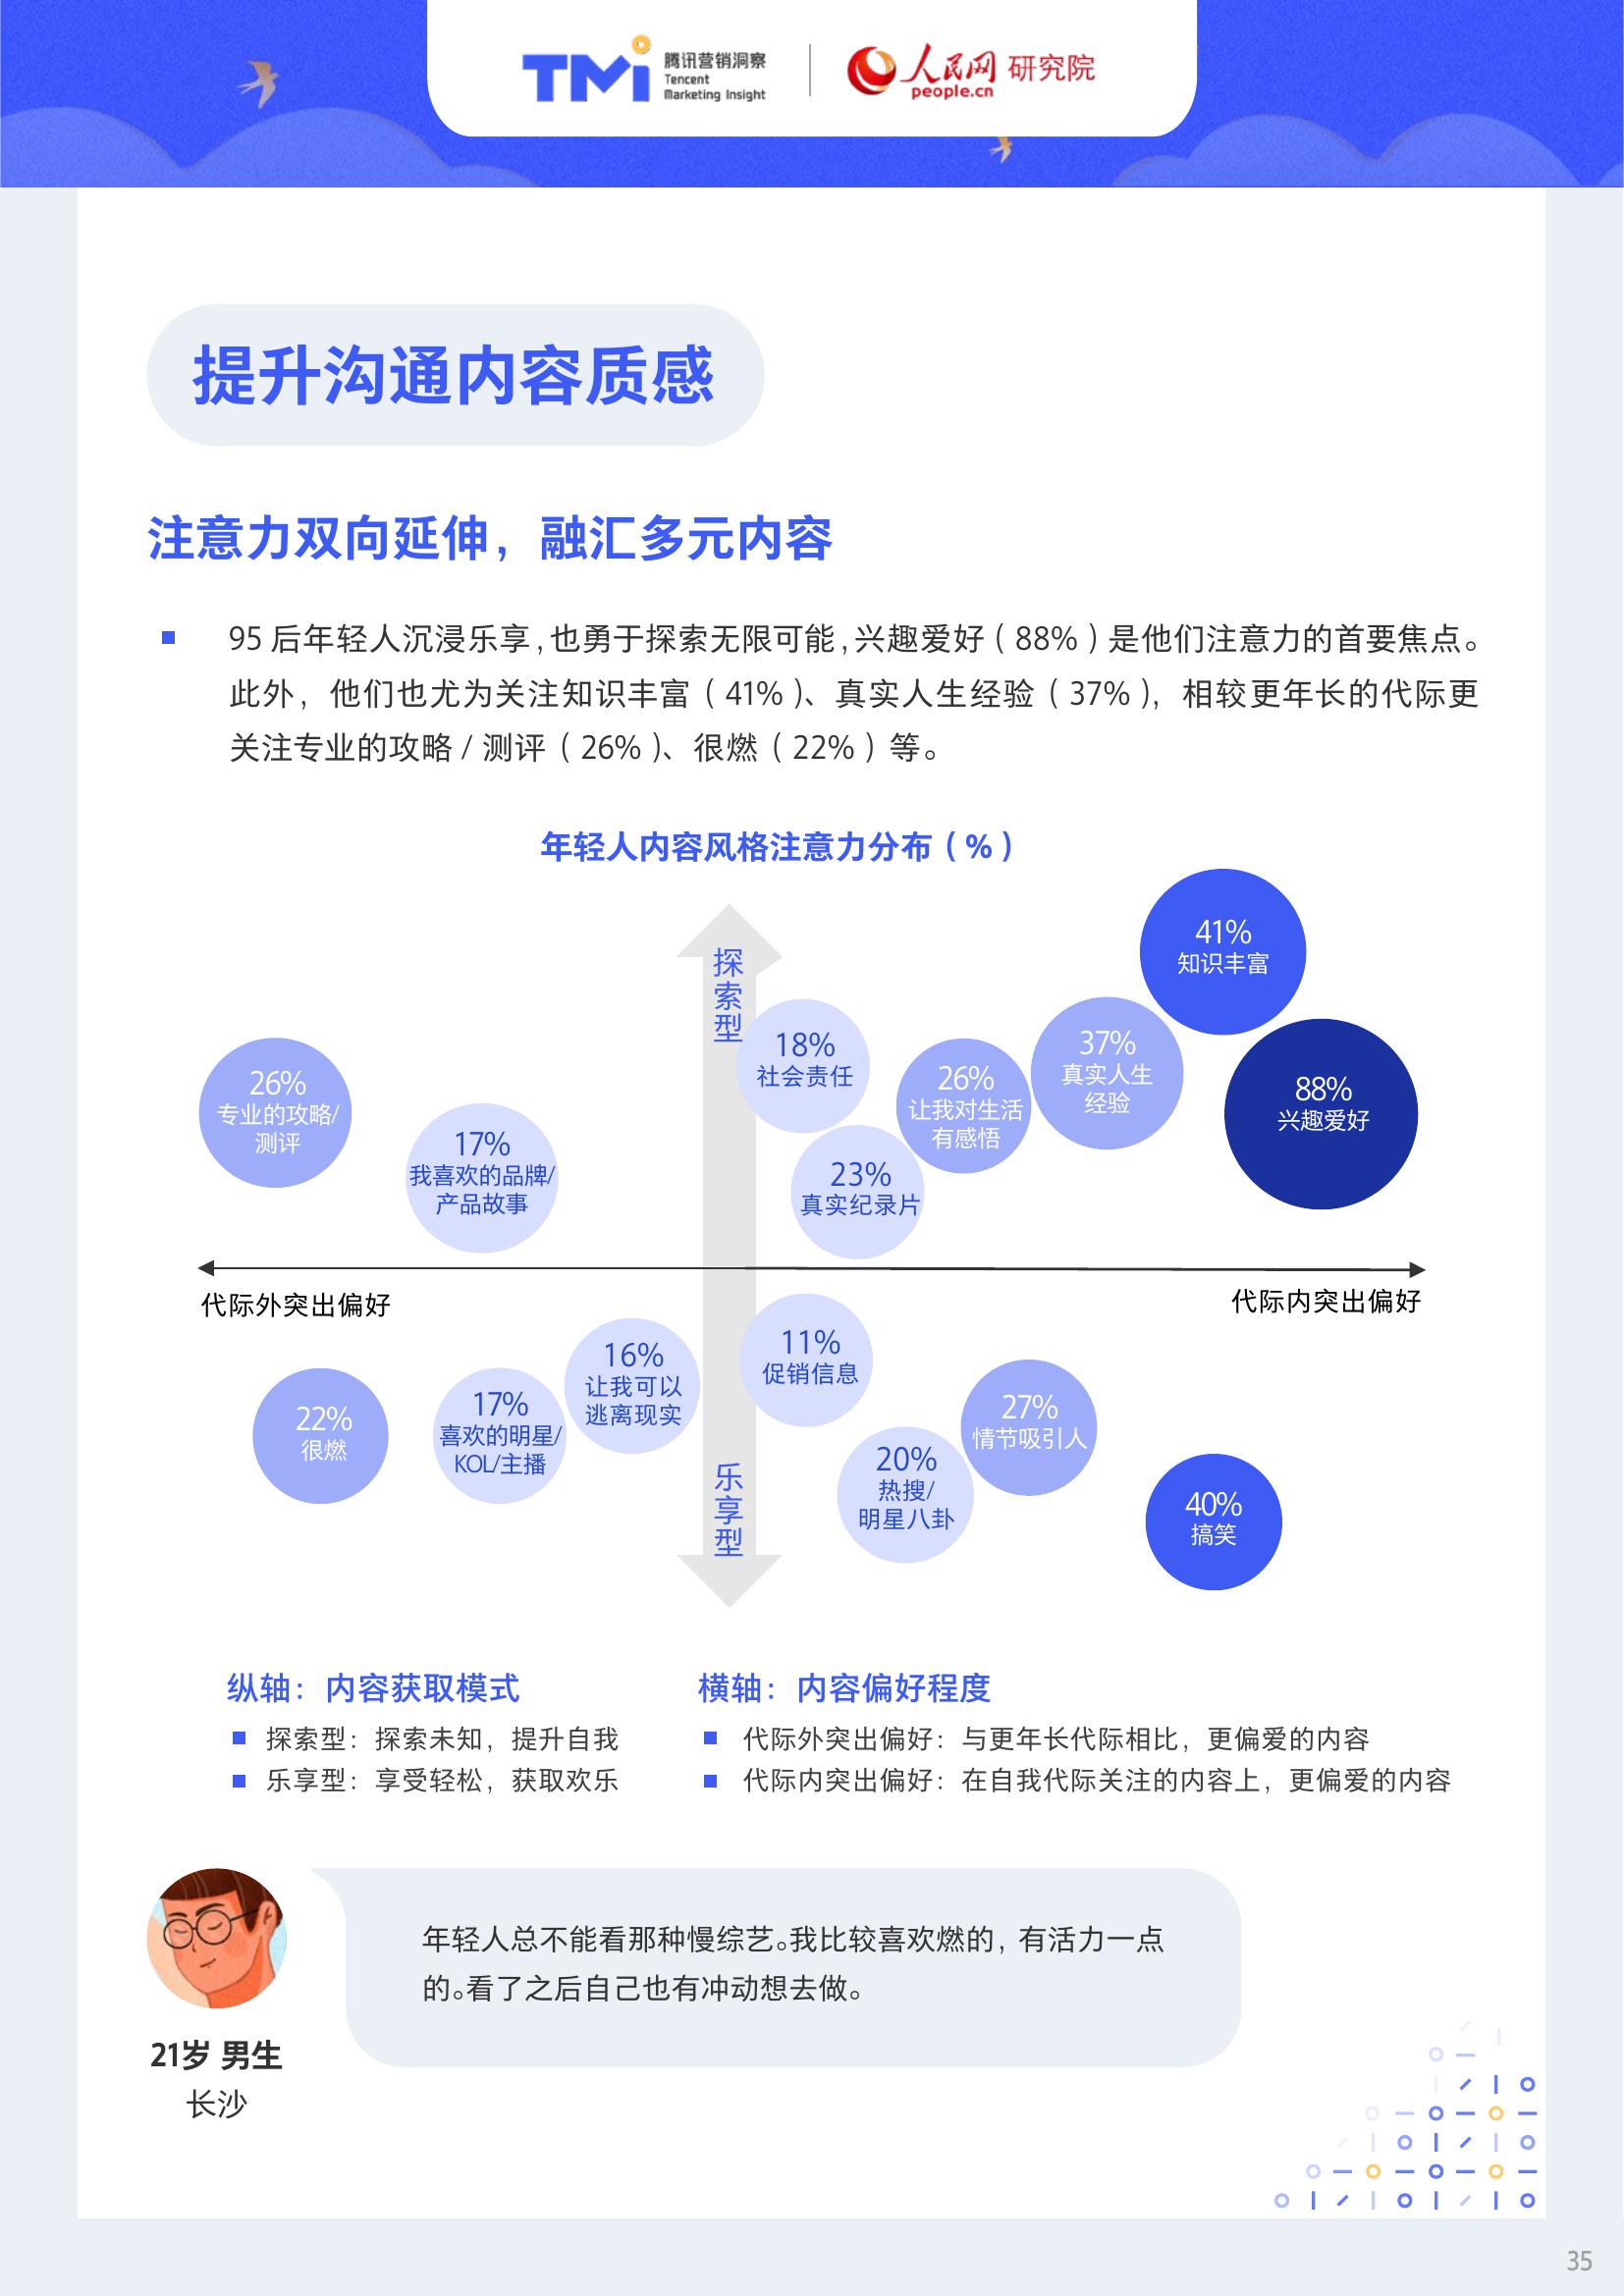 TMi 腾讯营销洞察
Tencent
Marketing Insight
人民网 研究院
people.cn
提升沟通内容质感
注意力双向延伸，融汇多元内容
95 后年轻人沉浸乐享,也勇于探索无限可能,兴趣爱好（88%）是他们注意力的首要焦点。
此外，他们也尤为关注知识丰富（41%）、真实人生经验（37%），相较更年长的代际更
关注专业的攻略 / 测评（26%）、很燃（22%）等。
年轻人内容风格注意力分布（%）
探索型
41%
知识丰富
88%
兴趣爱好
37%
真实人生
经验
26%
让我对生活
有感悟
18%
社会责任
23%
真实纪录片
26%
专业的攻略/
测评
17%
我喜欢的品牌/
产品故事
代际外突出偏好
代际内突出偏好
22%
很燃
17%
喜欢的明星/
KOL/主播
16%
让我可以
逃离现实
11%
促销信息
20%
热搜/
明星八卦
27%
情节吸引人
40%
搞笑
乐享型
纵轴：内容获取模式
探索型：探索未知，提升自我
乐享型：享受轻松，获取欢乐
横轴：内容偏好程度
代际外突出偏好：与更年长代际相比，更偏爱的内容
代际内突出偏好：在自我代际关注的内容上，更偏爱的内容
年轻人总不能看那种慢综艺。我比较喜欢燃的，有活力一点
的。看了之后自己也有冲动想去做。
21岁 男生
长沙
35